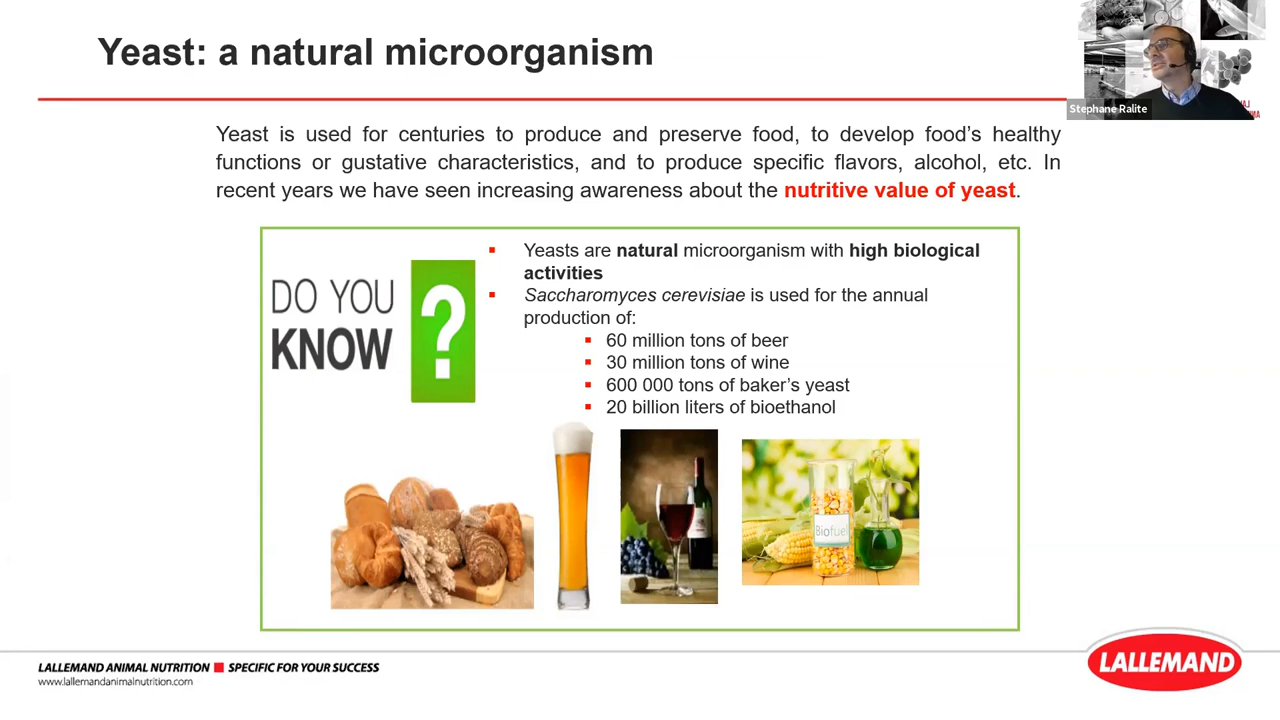 Yeast: a natural microorganism
Stephane Ralite
Yeast is used for centuries to produce and preserve food, to develop food's healthy
functions or gustative characteristics, and to produce specific flavors, alcohol, etc. In
recent years we have seen increasing awareness about the nutritive value of yeast.
DO YOU
KNOW
?
▪ Yeasts are natural microorganism with high biological
activities
▪ Saccharomyces cerevisiae is used for the annual
production of:
▪ 60 million tons of beer
▪ 30 million tons of wine
▪ 600 000 tons of baker's yeast
▪ 20 billion liters of bioethanol
Biofuel
LALLEMAND ANIMAL NUTRITION ■ SPECIFIC FOR YOUR SUCCESS
www.lallemandanimalnutrition.com
LALLEMAND